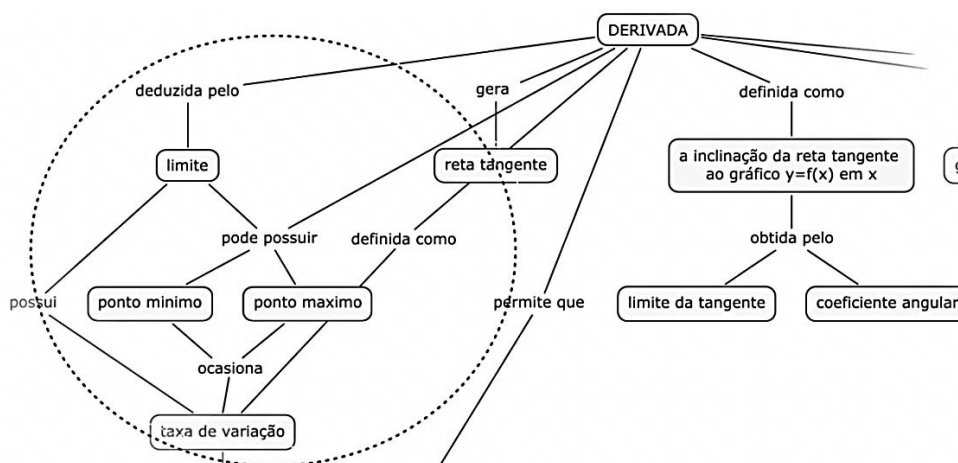 DERIVADA
deduzida pelo
gera
definida como
limite
reta tangente
a inclinação da reta tangente
ao gráfico y=f(x) em x
pode possuir
definida como
obtida pelo
possui
ponto minimo
ponto maximo
permite que
limite da tangente
coeficiente angular
ocasiona
taxa de variação